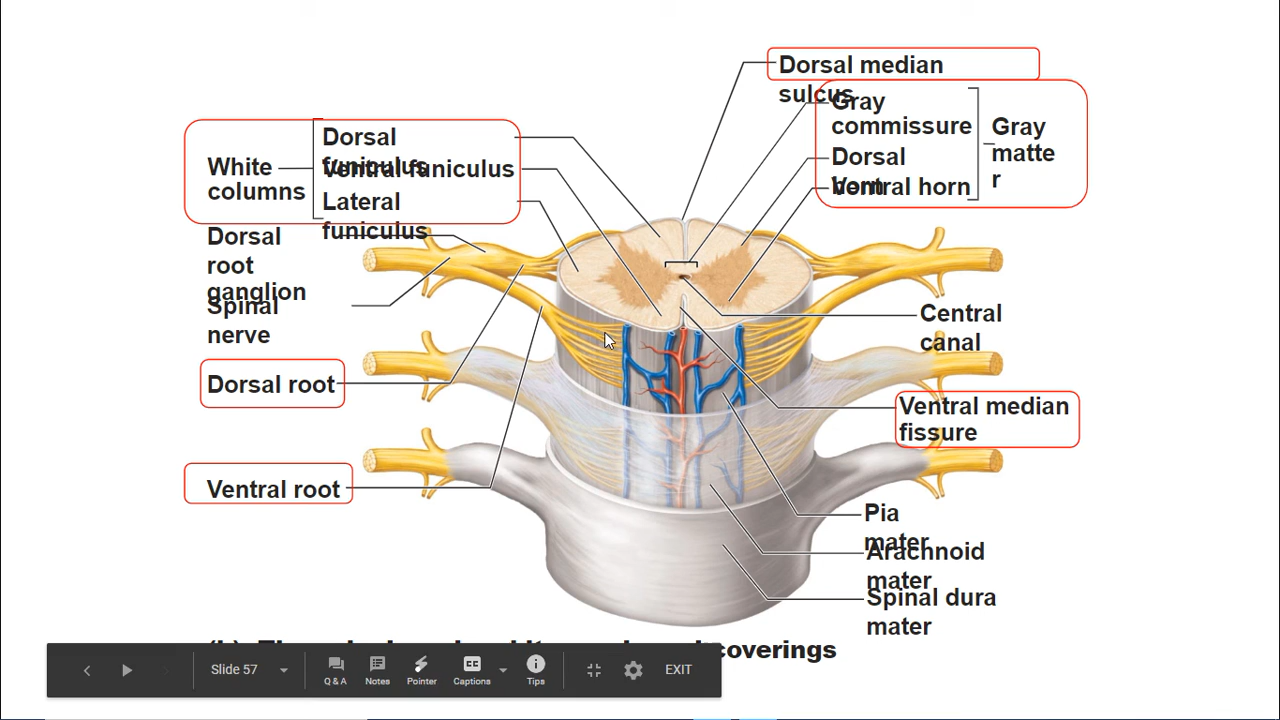 Dorsal median
sulcus
Gray
commissure
Dorsal
horn
Ventral horn
Gray
matte
r
White
columns
Dorsal
funiculus
Ventral funiculus
Lateral
funiculus
Dorsal
root
ganglion
Spinal
nerve
Dorsal root
Ventral root
Central
canal
Ventral median
fissure
Pia
mater
Arachnoid
mater
Spinal dura
mater
coverings
Slide 57
Q & A
Notes
Pointer
CC
Captions
Tips
EXIT